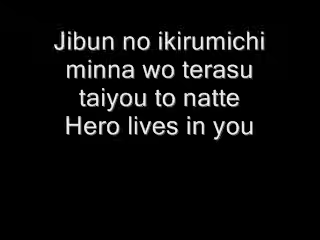 Jibun no ikirumichi
minna wo terasu
taiyou to natte
Hero lives in you